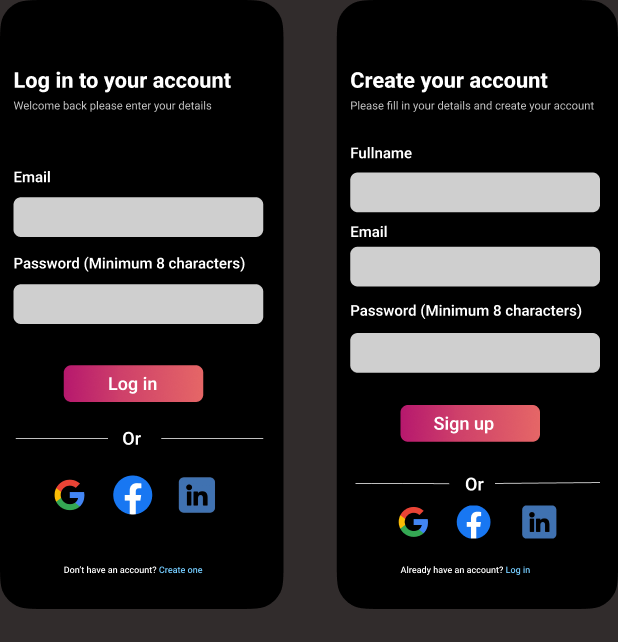 Log in to your account
Welcome back please enter your details
Email
Password (Minimum 8 characters)
Log in
Or
in
Don't have an account? Create one
Create your account
Please fill in your details and create your account
Fullname
Email
Password (Minimum 8 characters)
Sign up
Or
in
Already have an account? Log in